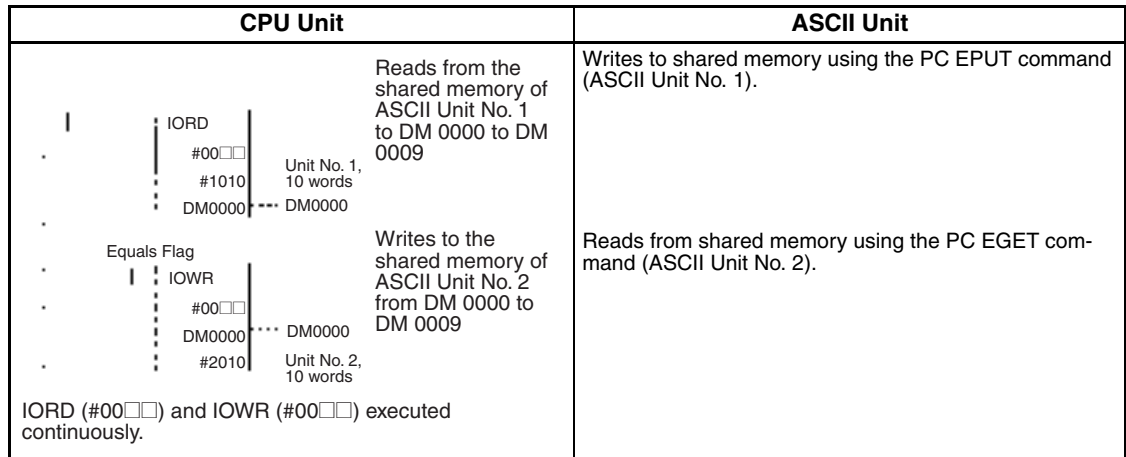 CPU Unit
ASCII Unit
Reads from the
shared memory of
ASCII Unit No. 1
to DM 0000 to DM
0009
IORD
#00□□
#1010
DM0000
Unit No. 1,
10 words
DM0000
Writes to shared memory using the PC EPUT command
(ASCII Unit No. 1).
Equals Flag
IOWR
#00□□
DM0000
#2010
DM0000
Unit No. 2,
10 words
Writes to the
shared memory of
ASCII Unit No. 2
from DM 0000 to
DM 0009
Reads from shared memory using the PC EGET com-
mand (ASCII Unit No. 2).
IORD (#00□□) and IOWR (#00□□) executed
continuously.